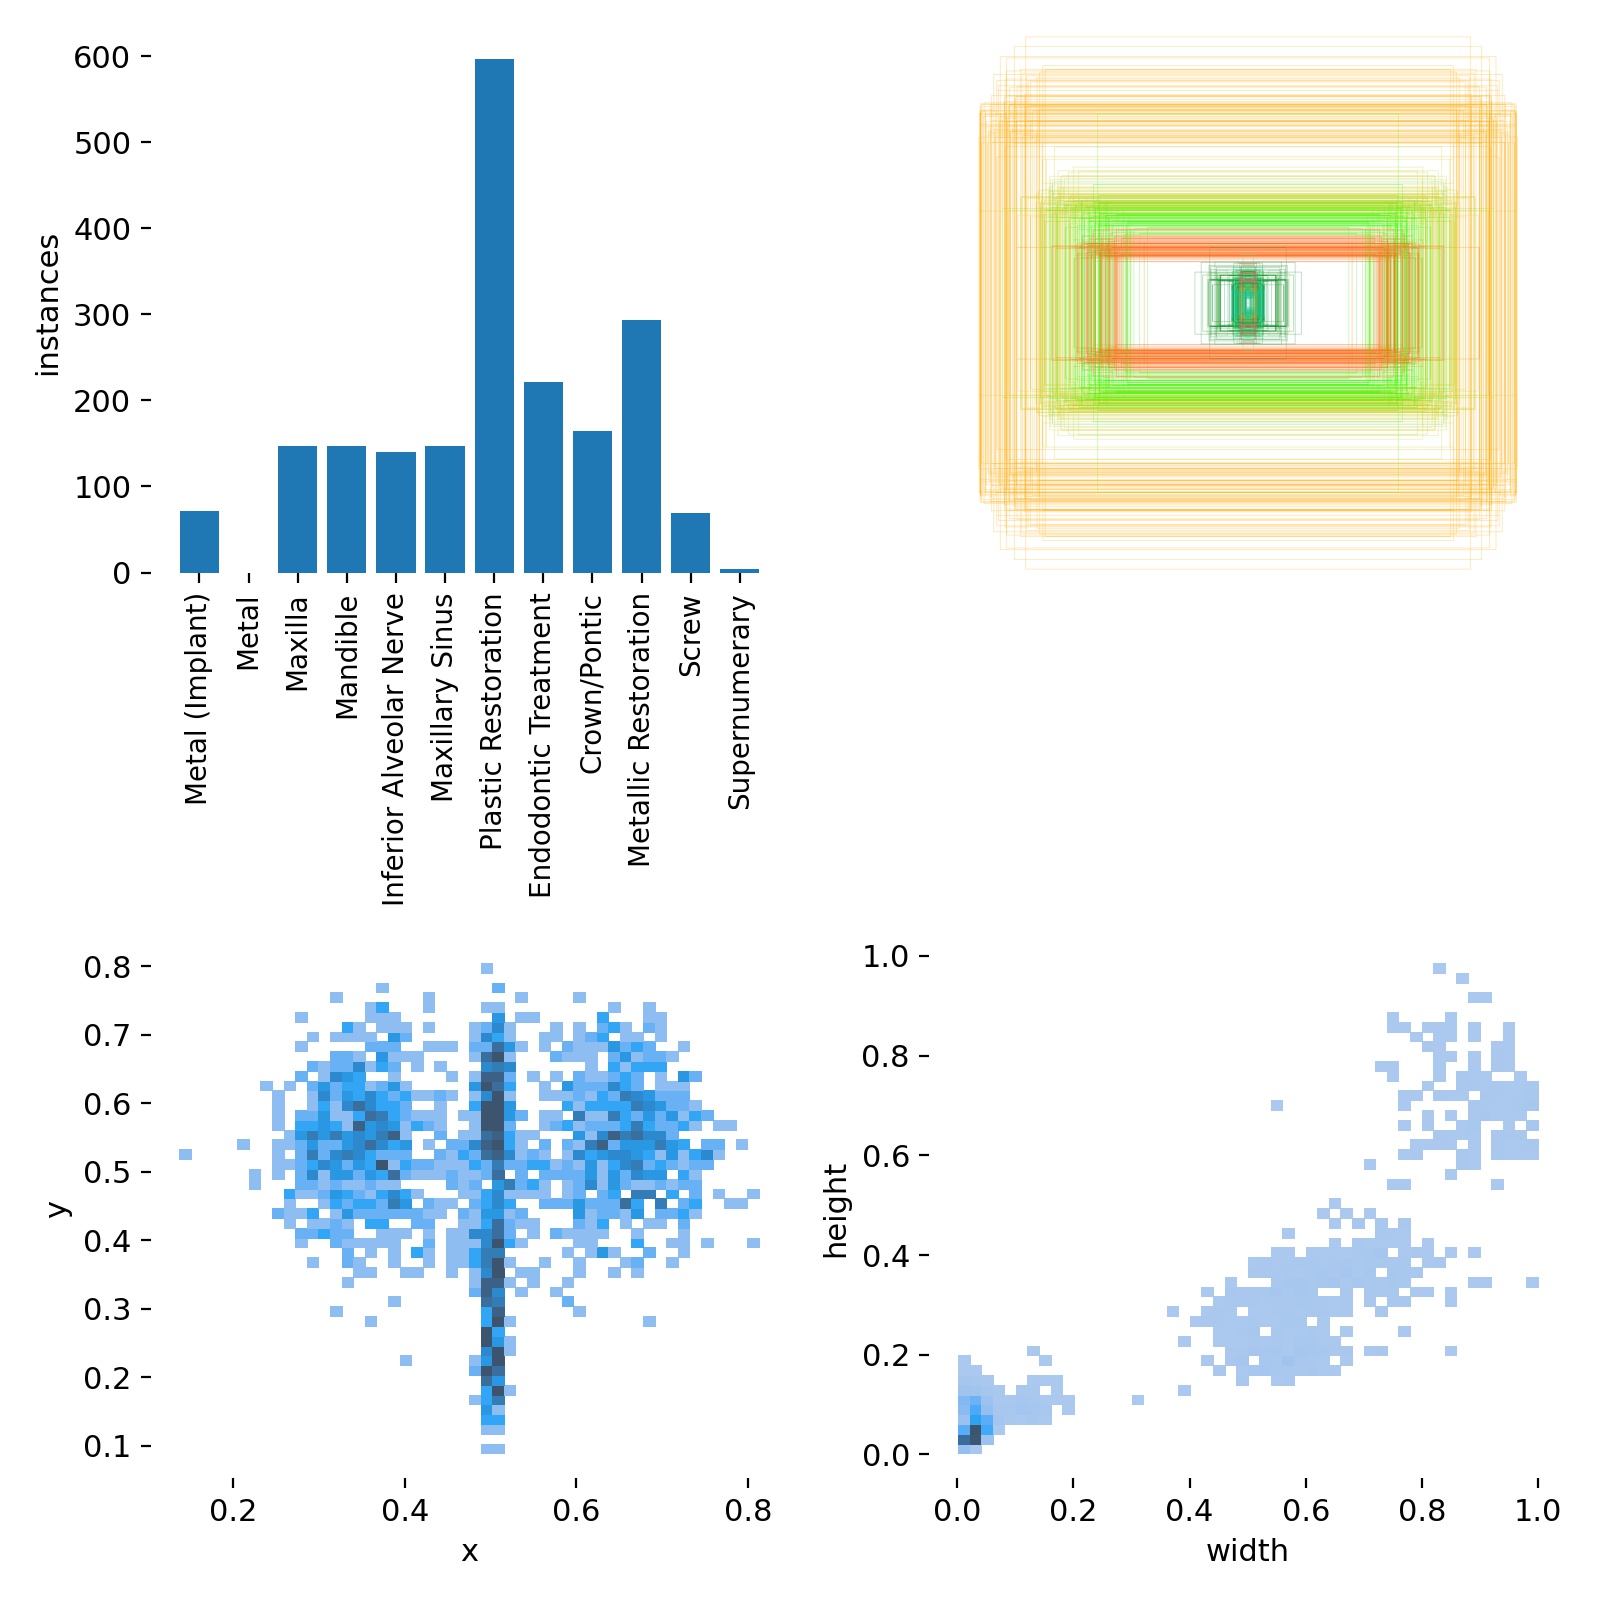 600
500
400
300
200
100
0
instances
Metal (Implant)
Metal
Maxilla
Mandible
Inferior Alveolar Nerve
Maxillary Sinus
Plastic Restoration
Endodontic Treatment
Crown/Pontic
Metallic Restoration
Screw
Supernumerary
0.8
0.7
0.6
0.5
0.4
0.3
0.2
0.1
y
0.2 0.4 0.6 0.8
x
1.0
0.8
0.6
0.4
0.2
0.0
height
0.0 0.2 0.4 0.6 0.8 1.0
width